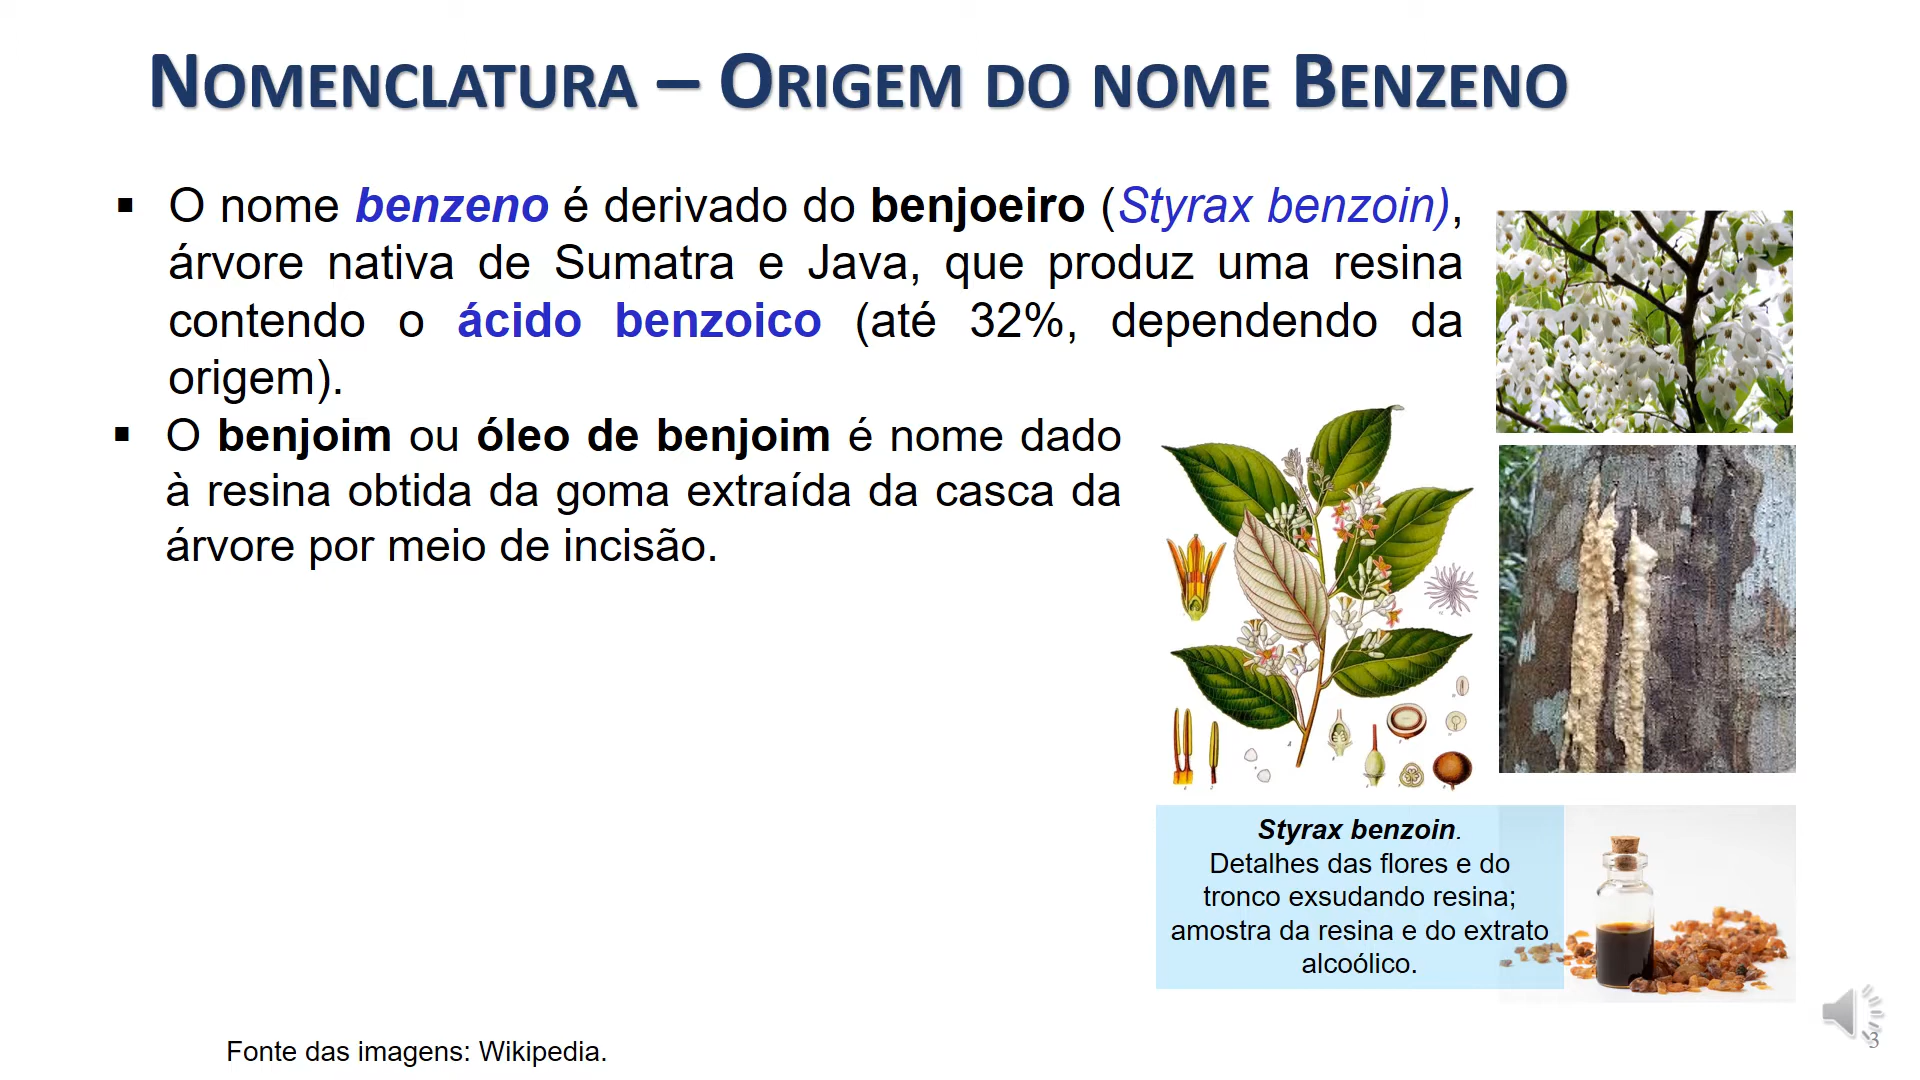 NOMENCLATURA – ORIGEM DO NOME BENZENO
▪ O nome benzeno é derivado do benjoeiro (Styrax benzoin),
árvore nativa de Sumatra e Java, que produz uma resina
contendo o ácido benzoico (até 32%, dependendo da
origem).
▪ O benjoim ou óleo de benjoim é nome dado
à resina obtida da goma extraída da casca da
árvore por meio de incisão.
Styrax benzoin.
Detalhes das flores e do
tronco exsudando resina;
amostra da resina e do extrato
alcoólico.
Fonte das imagens: Wikipedia.
3